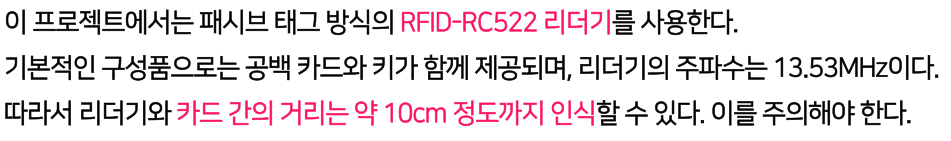 이 프로젝트에서는 패시브 태그 방식의 RFID-RC522 리더기를 사용한다.
기본적인 구성품으로는 공백 카드와 키가 함께 제공되며, 리더기의 주파수는 13.53MHz이다.
따라서 리더기와 카드 간의 거리는 약 10cm 정도까지 인식할 수 있다. 이를 주의해야 한다.